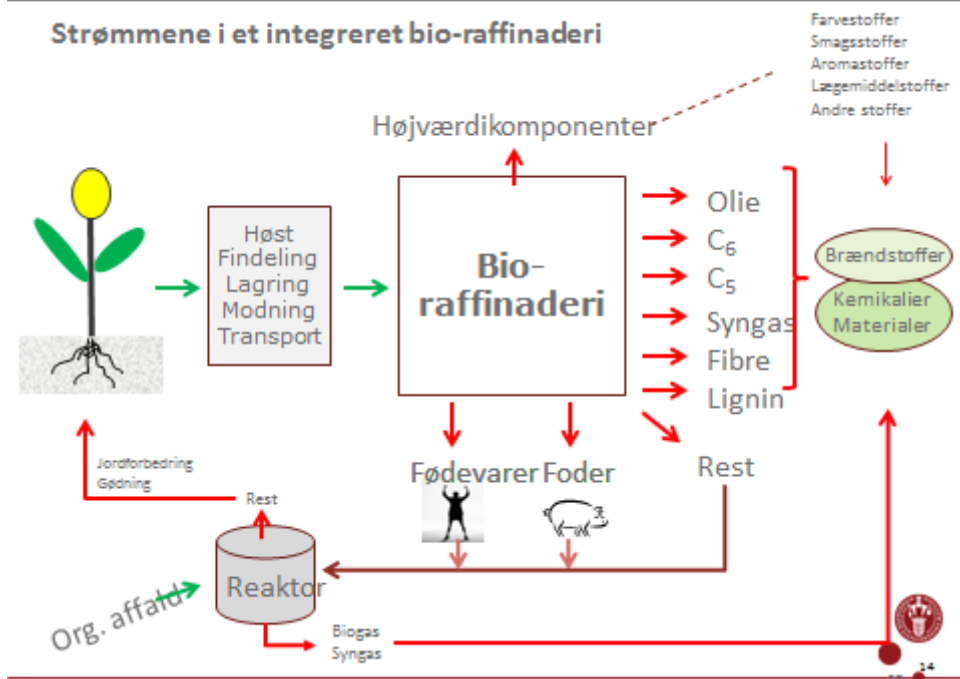 Strømmene i et integreret bio-raffinaderi
Farvestoffer
Smagsstoffer
Aromastoffer
Lægemiddelstoffer
Andre stoffer
Højværdikomponenter
Høst
Findeling
Lagring
Modning
Transport
Bio-
raffinaderi
Olie
C₆
C₅
Syngas
Fibre
Lignin
Brændstoffer
Kemikalier
Materialer
Fødevarer
Foder
Rest
Jordforbedring
Gødning
Rest
Reaktor
Org. affald
Biogas
Syngas
14